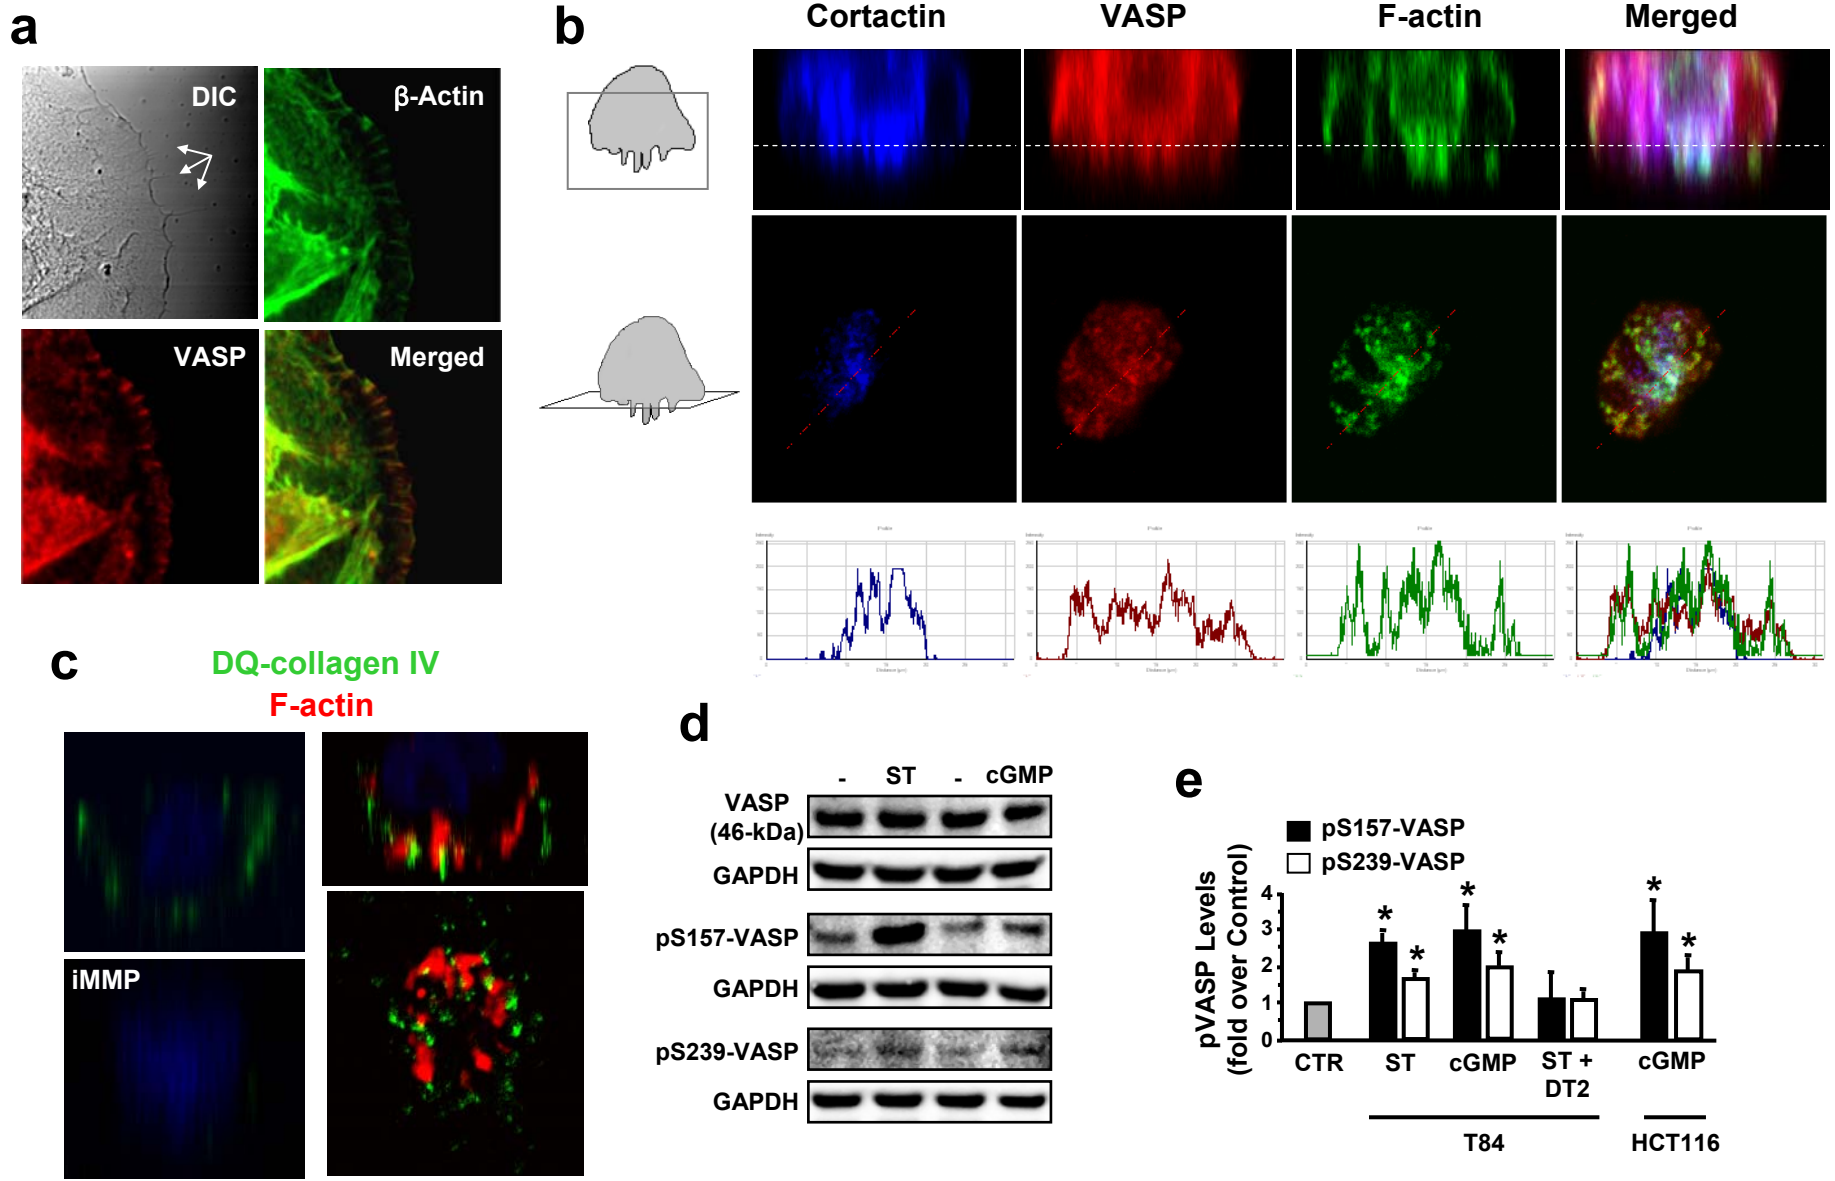 a
DIC
β-Actin
VASP
Merged
b
Cortactin
VASP
F-actin
Merged
c
DQ-collagen IV
F-actin
iMMP
d
- ST - cGMP
VASP
(46-kDa)
GAPDH
pS157-VASP
GAPDH
pS239-VASP
GAPDH
e
pS157-VASP
pS239-VASP
pVASP Levels
(fold over Control)
4
3
2
1
0
* * * * * *
CTR ST cGMP ST + DT2 cGMP
T84 HCT116